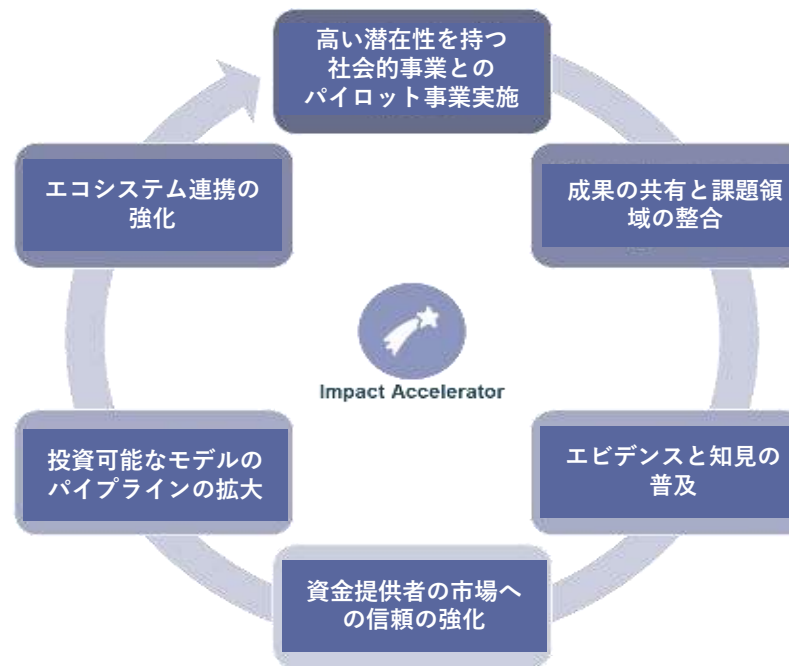 高い潜在性を持つ
社会的事業との
パイロット事業実施
エコシステム連携の
強化
成果の共有と課題領
域の整合
Impact Accelerator
投資可能なモデルの
パイプラインの拡大
エビデンスと知見の
普及
資金提供者の市場へ
の信頼の強化